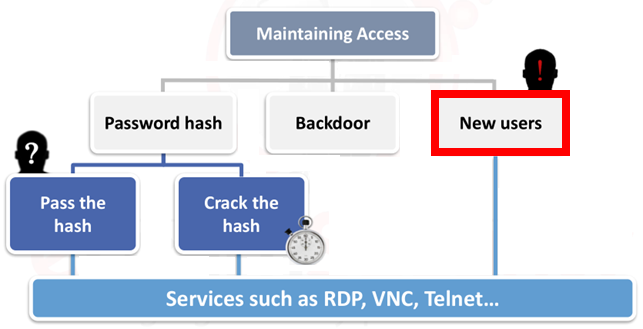 Maintaining Access
Password hash
Backdoor
New users
!
?
Pass the
hash
Crack the
hash
Services such as RDP, VNC, Telnet...